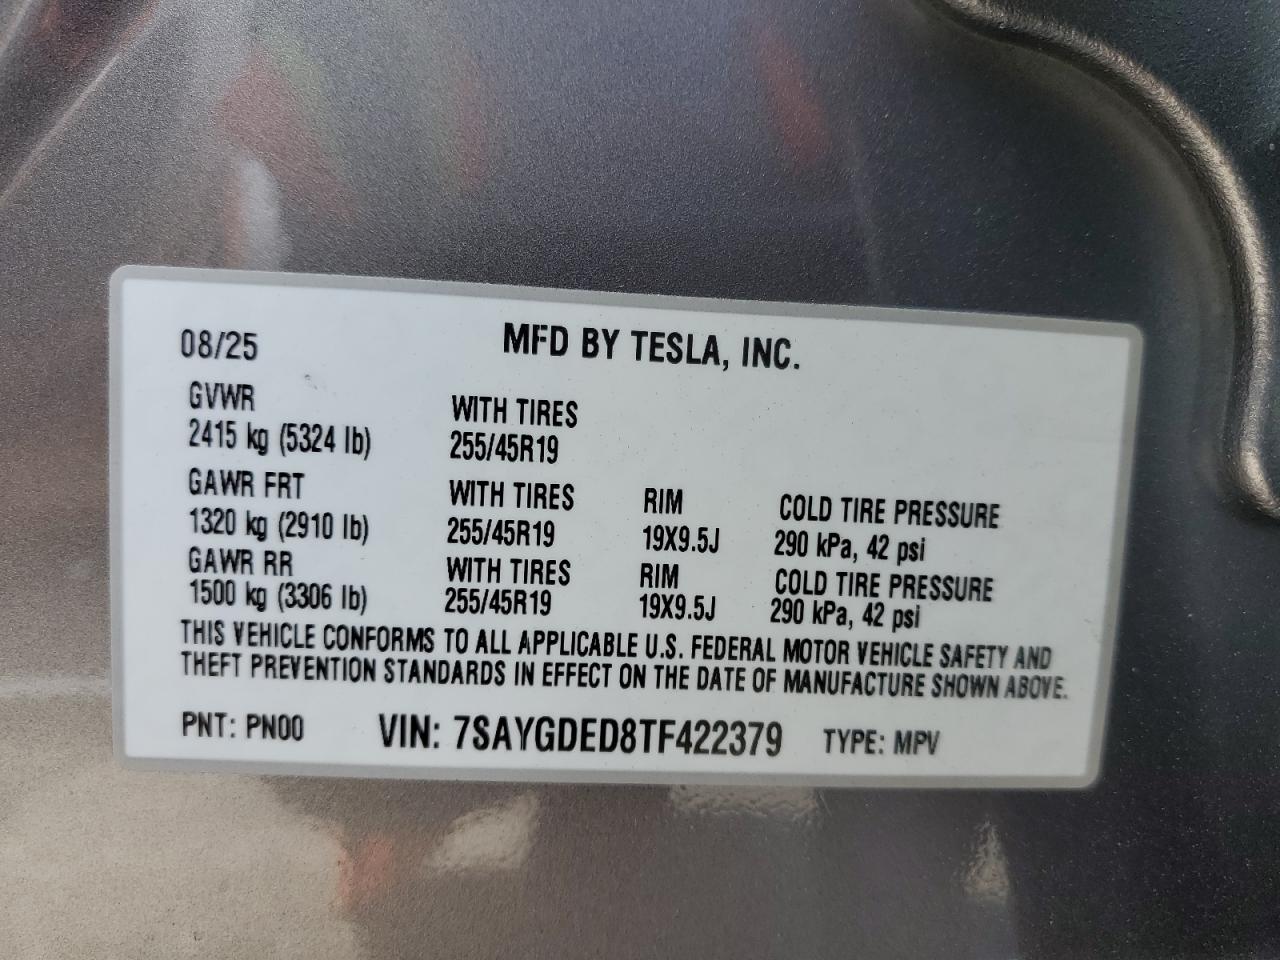 08/25 MFD BY TESLA, INC.
GVWR WITH TIRES
2415 kg (5324 lb) 255/45R19
GAWR FRT WITH TIRES RIM COLD TIRE PRESSURE
1320 kg (2910 lb) 255/45R19 19X9.5J 290 kPa, 42 psi
GAWR RR WITH TIRES RIM COLD TIRE PRESSURE
1500 kg (3306 lb) 255/45R19 19X9.5J 290 kPa, 42 psi
THIS VEHICLE CONFORMS TO ALL APPLICABLE U.S. FEDERAL MOTOR VEHICLE SAFETY AND
THEFT PREVENTION STANDARDS IN EFFECT ON THE DATE OF MANUFACTURE SHOWN ABOVE.
PNT: PN00 VIN: 7SAYGDED8TF422379 TYPE: MPV